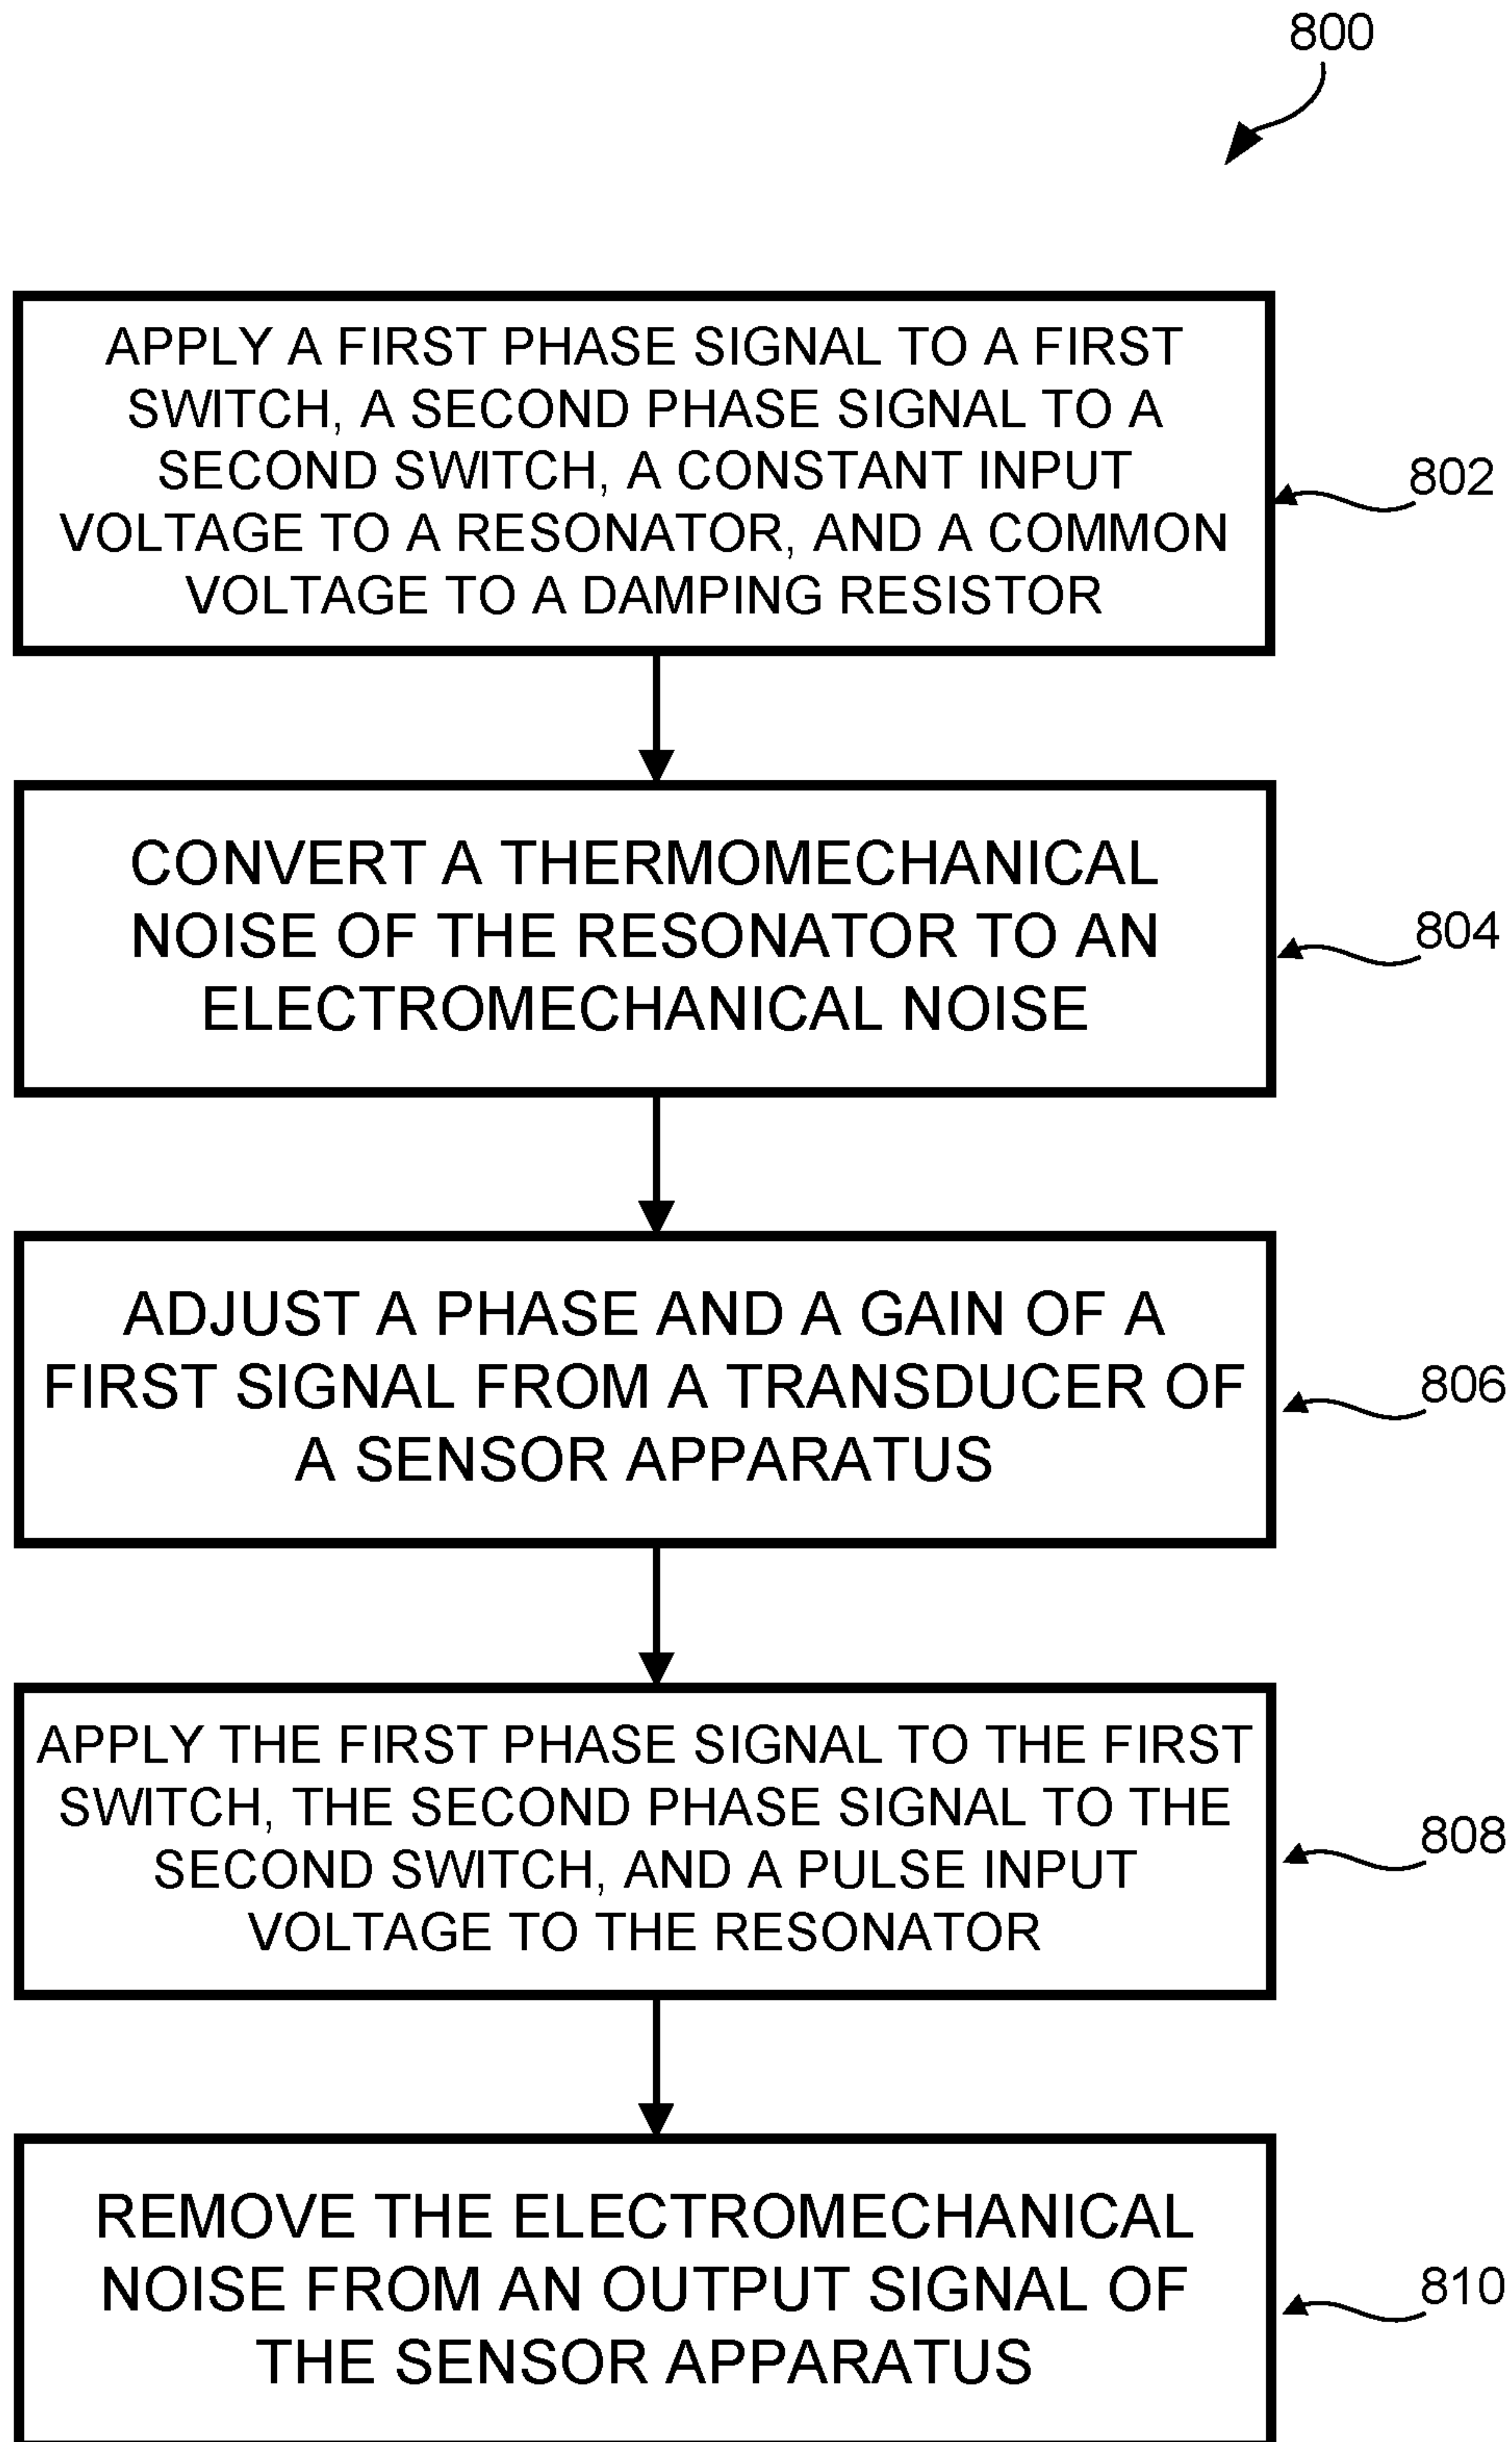 800
APPLY A FIRST PHASE SIGNAL TO A FIRST
SWITCH, A SECOND PHASE SIGNAL TO A
SECOND SWITCH, A CONSTANT INPUT
VOLTAGE TO A RESONATOR, AND A COMMON
VOLTAGE TO A DAMPING RESISTOR
802
CONVERT A THERMOMECHANICAL
NOISE OF THE RESONATOR TO AN
ELECTROMECHANICAL NOISE
804
ADJUST A PHASE AND A GAIN OF A
FIRST SIGNAL FROM A TRANSDUCER OF
A SENSOR APPARATUS
806
APPLY THE FIRST PHASE SIGNAL TO THE FIRST
SWITCH, THE SECOND PHASE SIGNAL TO THE
SECOND SWITCH, AND A PULSE INPUT
VOLTAGE TO THE RESONATOR
808
REMOVE THE ELECTROMECHANICAL
NOISE FROM AN OUTPUT SIGNAL OF
THE SENSOR APPARATUS
810